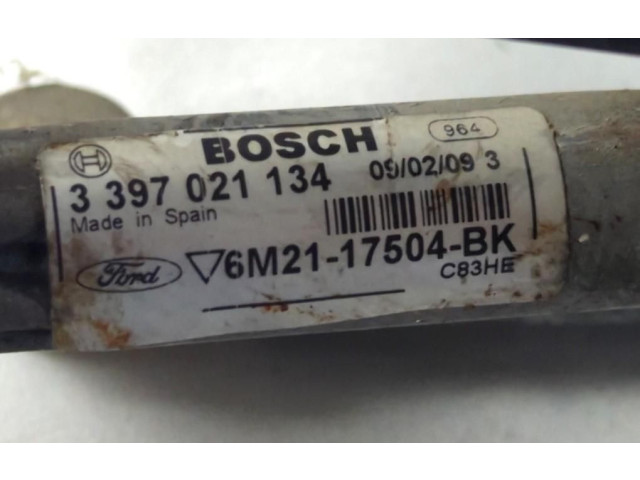 BOSCH 964
3 397 021 134 09/02/09 3
Made in Spain
Ford 6M21-17504-BK
C83HE